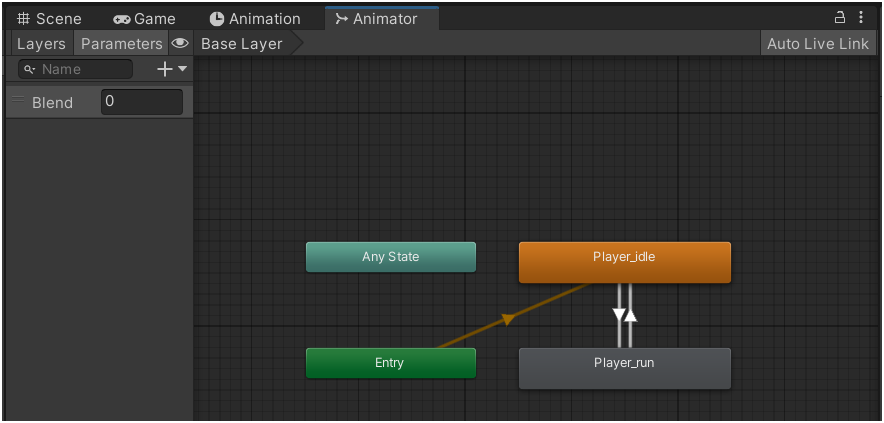 Scene Game Animation Animator
Layers Parameters Base Layer Auto Live Link
Name
Blend 0
Any State Player_idle
Entry Player_run